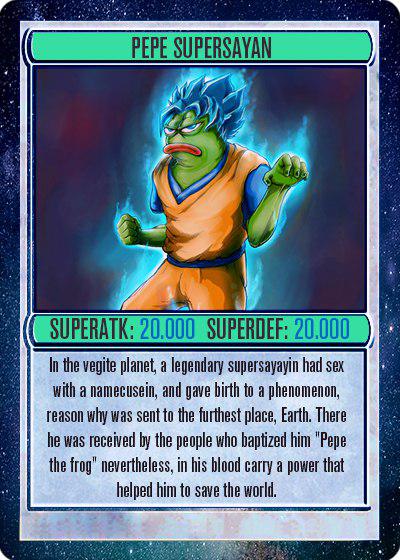 PEPE SUPERSAYAN
SUPERATK: 20.000 SUPERDEF: 20.000
In the vegite planet, a legendary supersayayin had sex
with a namecusein, and gave birth to a phenomenon,
reason why was sent to the furthest place, Earth. There
he was received by the people who baptized him "Pepe
the frog" nevertheless, in his blood carry a power that
helped him to save the world.